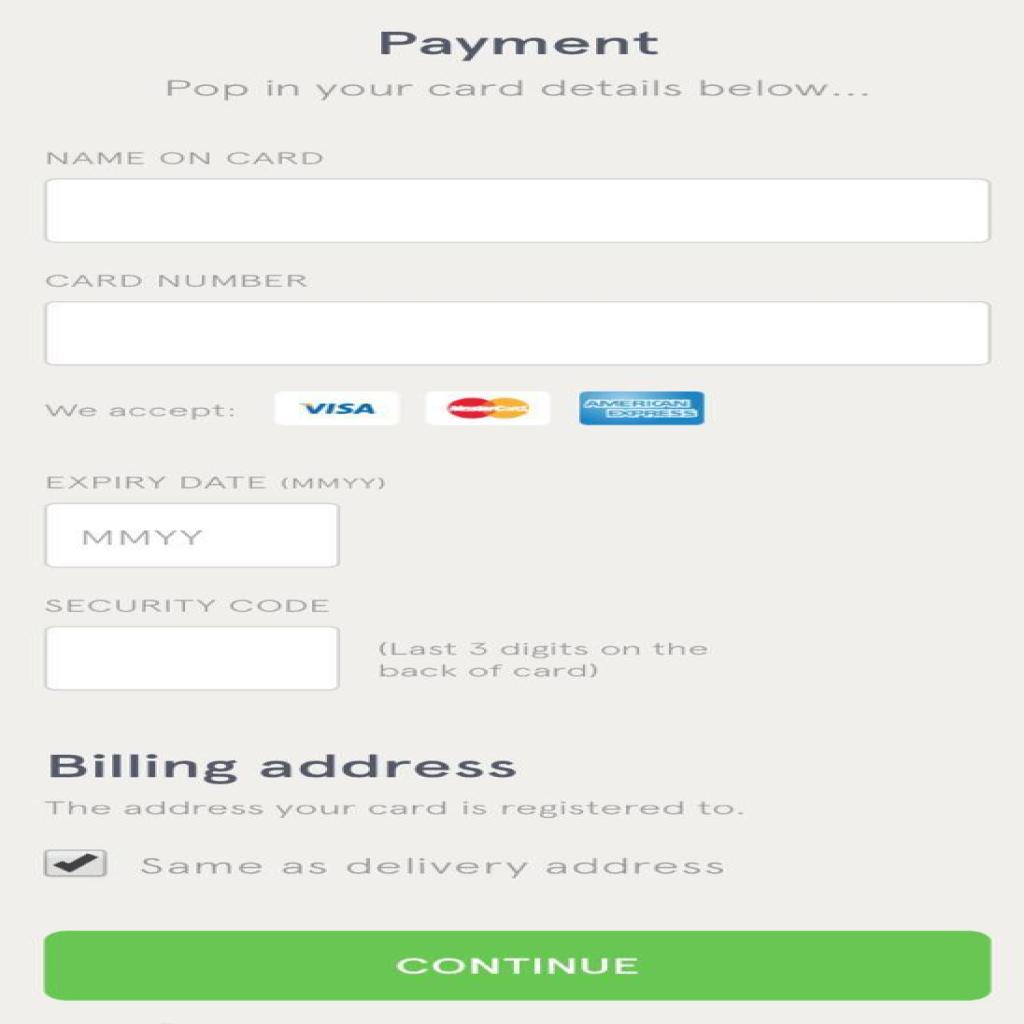 Payment
Pop in your card details below...
NAME ON CARD
CARD NUMBER
We accept: VISA MasterCard AMERICAN EXPRESS
EXPIRY DATE (MMYY)
MMYY
SECURITY CODE
(Last 3 digits on the
back of card)
Billing address
The address your card is registered to.
Same as delivery address
CONTINUE